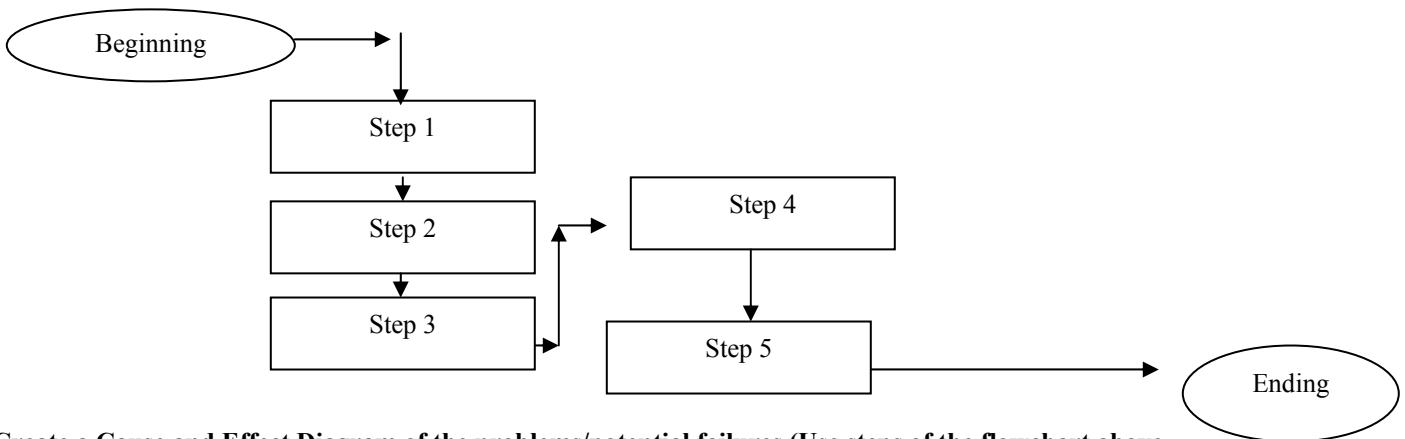 Beginning
Step 1
Step 2
Step 3
Step 4
Step 5
Ending
Create a Cause and Effect Diagram of the problems/potential failures (Use steps of the flowchart above